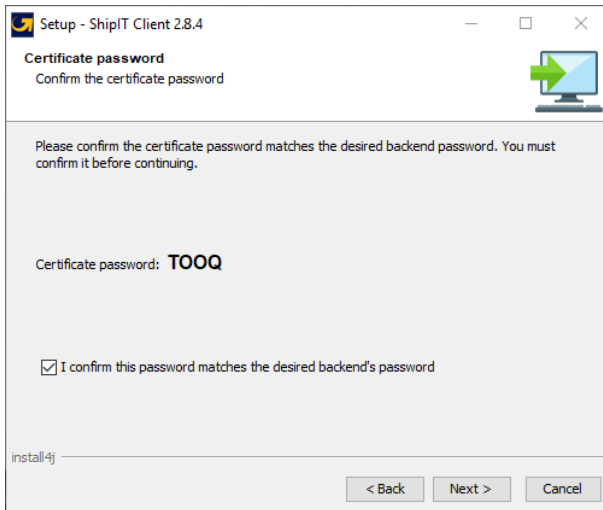 Setup - ShipIT Client 2.8.4
Certificate password
Confirm the certificate password
Please confirm the certificate password matches the desired backend password. You must
confirm it before continuing.
Certificate password: TOOQ
I confirm this password matches the desired backend's password
install4j
< Back Next > Cancel